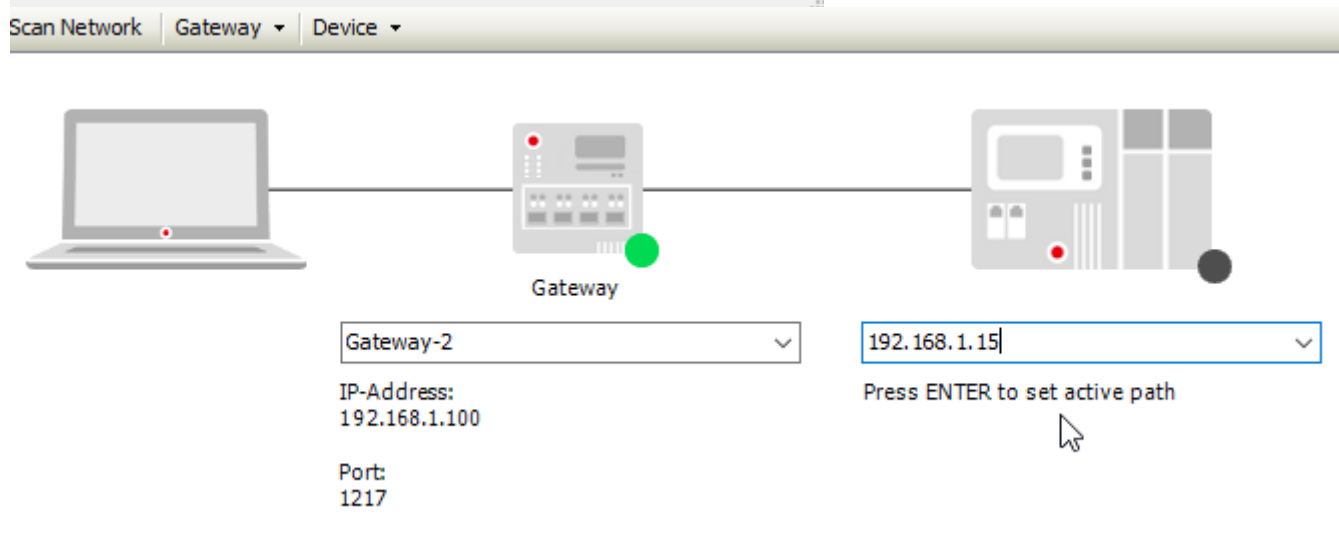 Scan Network Gateway Device
Gateway
Gateway-2
192.168.1.15
IP-Address:
192.168.1.100
Press ENTER to set active path
Port:
1217